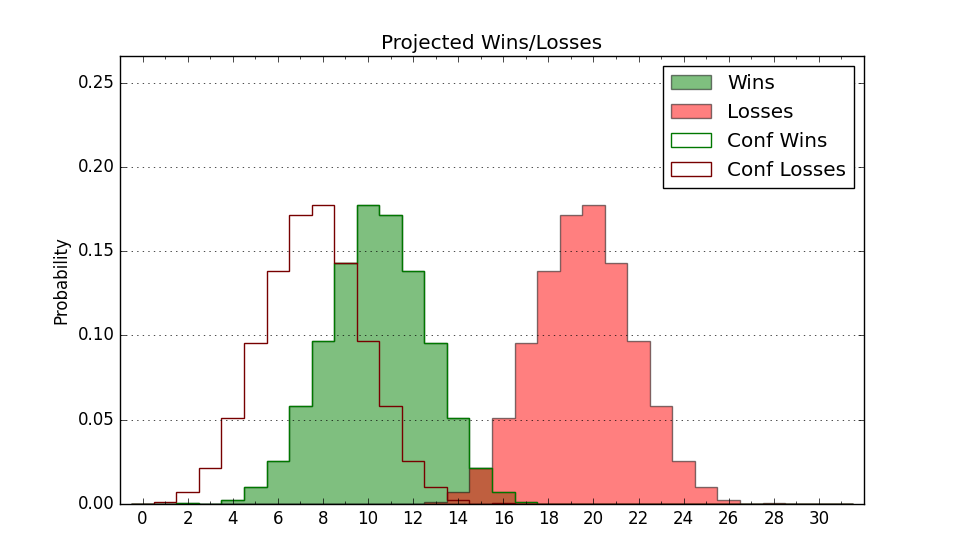 Projected Wins/Losses
Wins
Losses
Conf Wins
Conf Losses
Probability
0.25
0.20
0.15
0.10
0.05
0.00
0 2 4 6 8 10 12 14 16 18 20 22 24 26 28 30